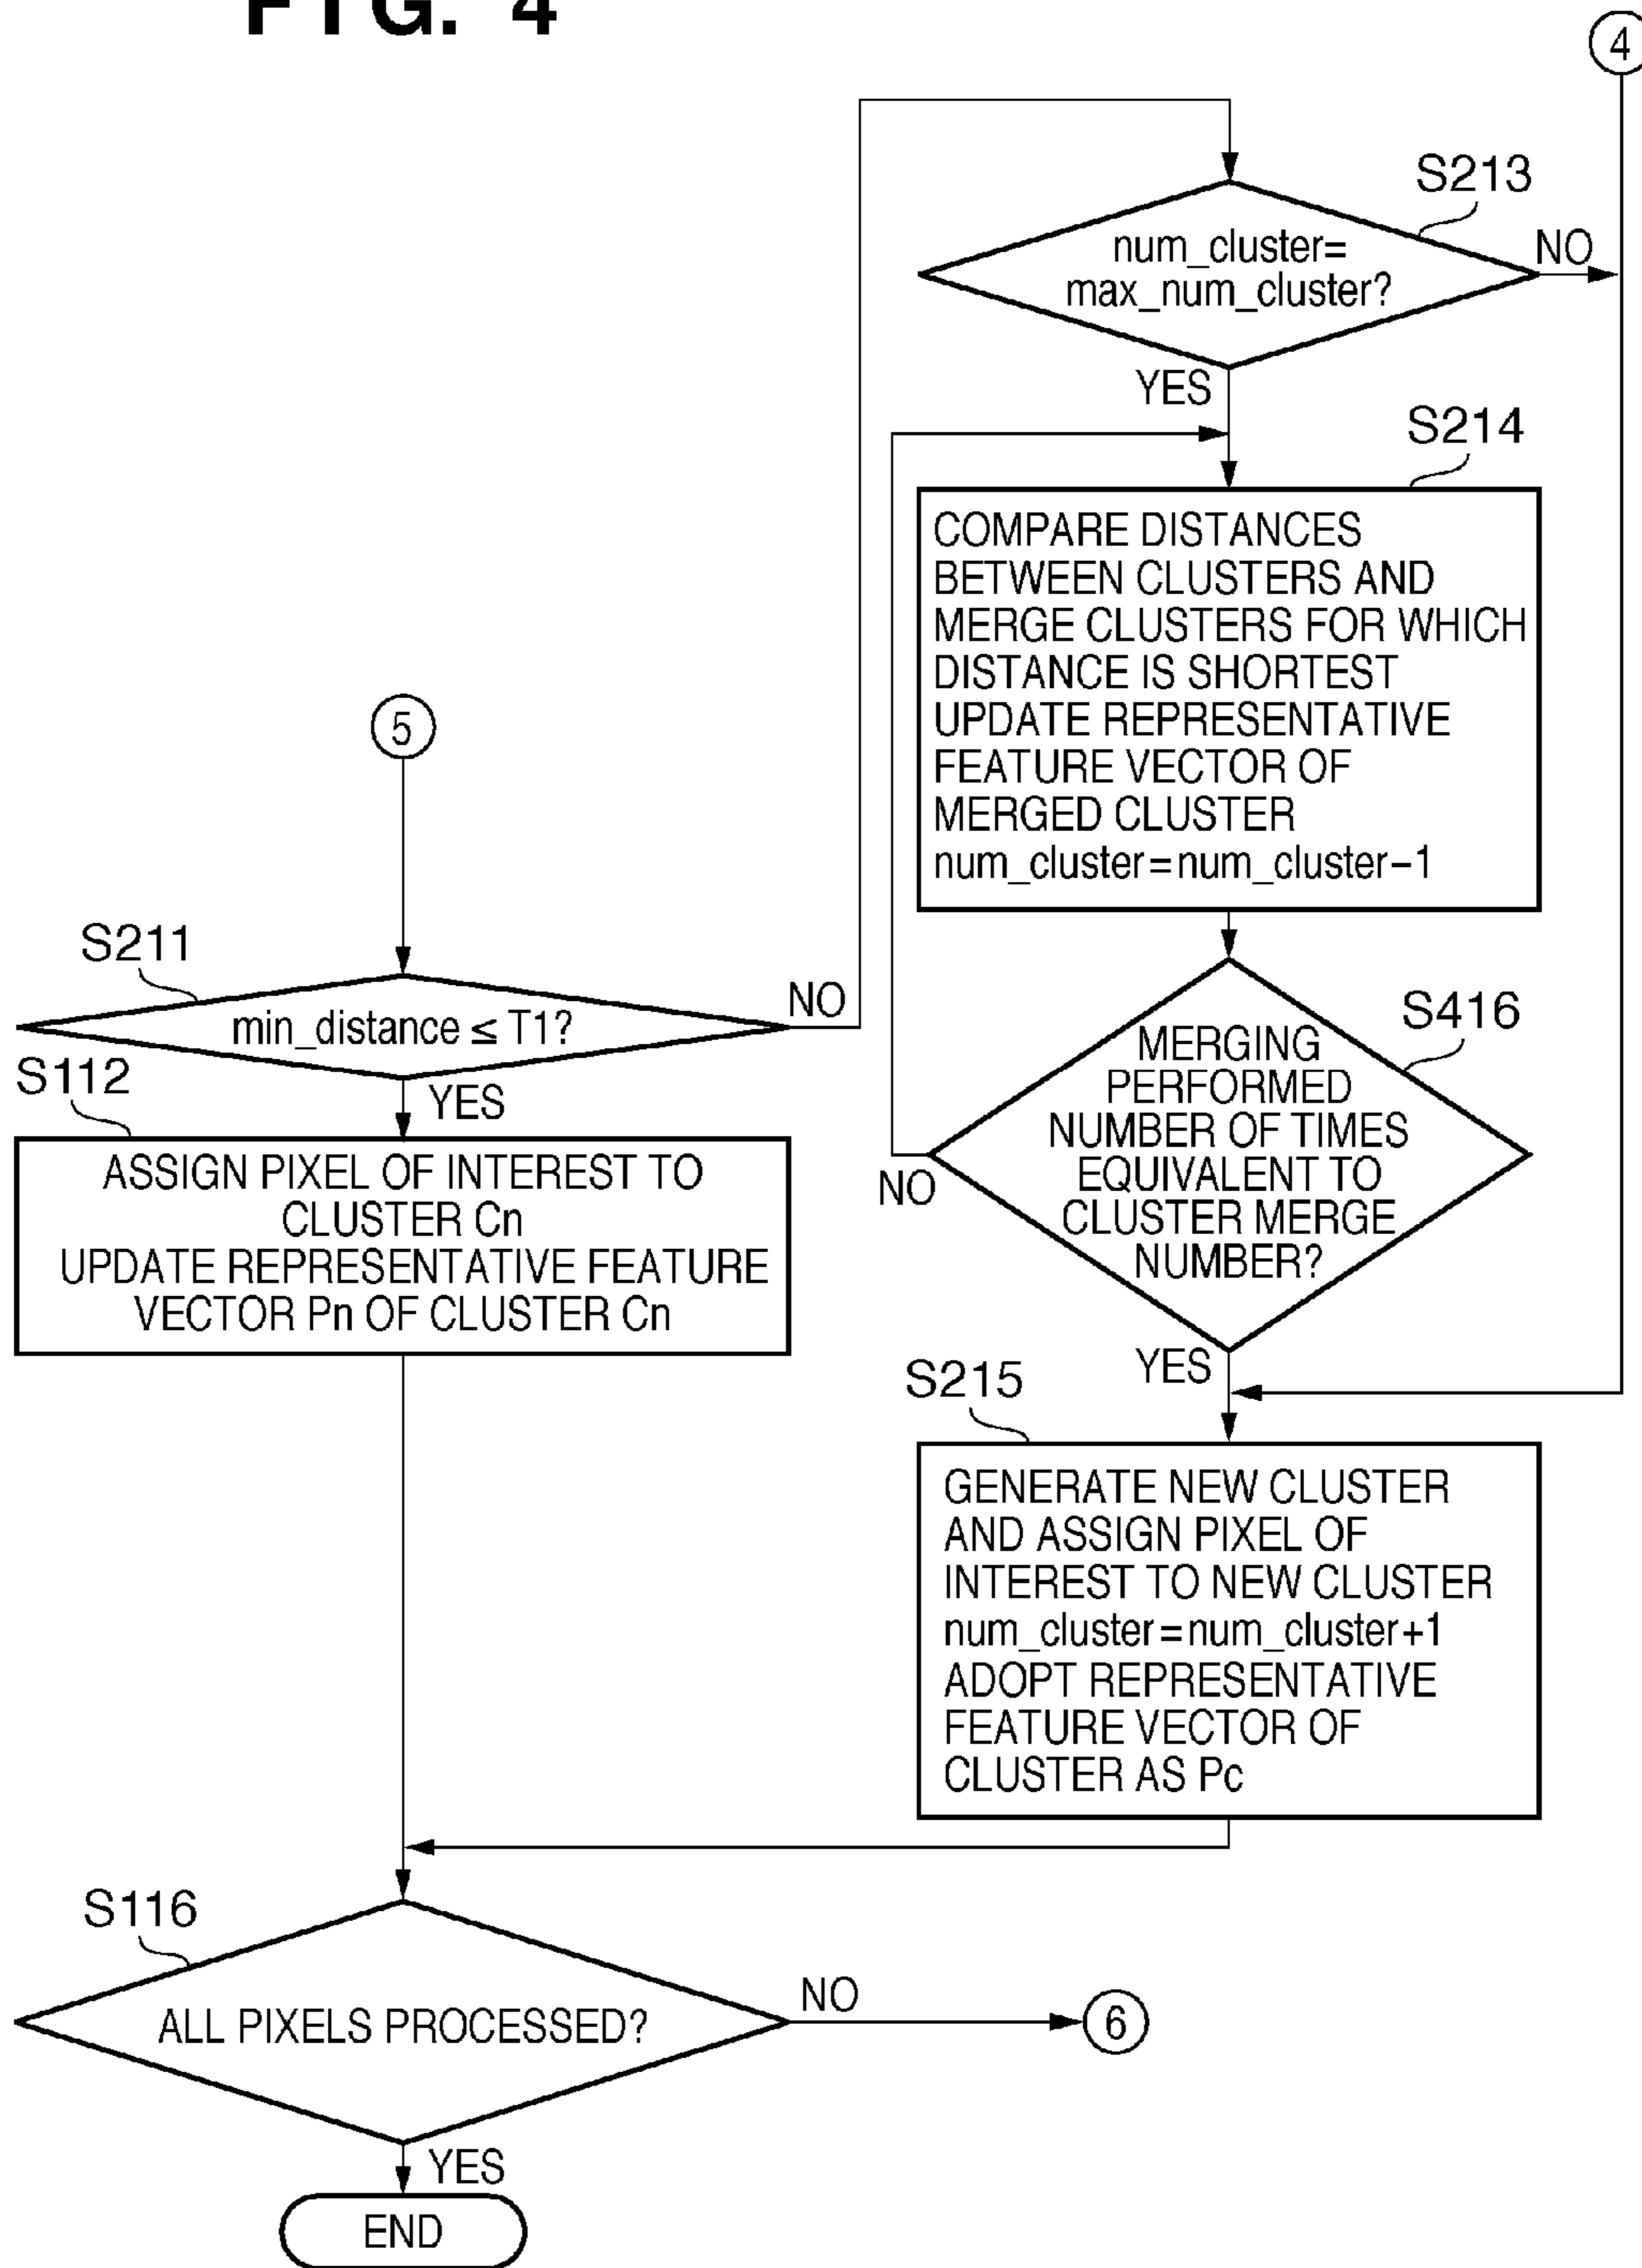 FIG. 4
4
S213
num_cluster=
max_num_cluster?
NO
YES
S214
COMPARE DISTANCES
BETWEEN CLUSTERS AND
MERGE CLUSTERS FOR WHICH
DISTANCE IS SHORTEST
UPDATE REPRESENTATIVE
FEATURE VECTOR OF
MERGED CLUSTER
num_cluster=num_cluster−1
5
S211
min_distance ≤ T1?
NO
YES
S112
ASSIGN PIXEL OF INTEREST TO
CLUSTER Cn
UPDATE REPRESENTATIVE FEATURE
VECTOR Pn OF CLUSTER Cn
S416
MERGING
PERFORMED
NUMBER OF TIMES
EQUIVALENT TO
CLUSTER MERGE
NUMBER?
NO
YES
S215
GENERATE NEW CLUSTER
AND ASSIGN PIXEL OF
INTEREST TO NEW CLUSTER
num_cluster=num_cluster+1
ADOPT REPRESENTATIVE
FEATURE VECTOR OF
CLUSTER AS Pc
S116
ALL PIXELS PROCESSED?
NO
6
YES
END